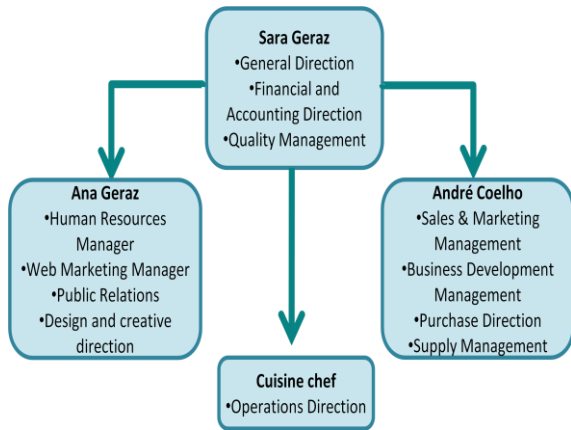 Sara Geraz
•General Direction
•Financial and
Accounting Direction
•Quality Management
Ana Geraz
•Human Resources
Manager
•Web Marketing Manager
•Public Relations
•Design and creative
direction
André Coelho
•Sales & Marketing
Management
•Business Development
Management
•Purchase Direction
•Supply Management
Cuisine chef
•Operations Direction